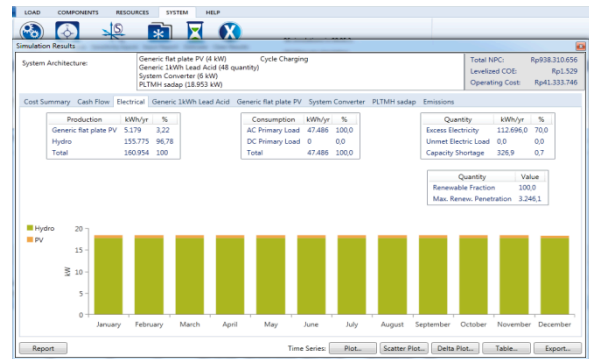 LOAD COMPONENTS RESOURCES SYSTEM HELP
Simulation Results
System Architecture:
Generic flat plate PV (4 kW) Cycle Charging
Generic 1kWh Lead Acid (48 quantity)
System Converter (6 kW)
PLTMH sadap (18.953 kW)
Total NPC: Rp938.310.656
Levelized COE: Rp1.529
Operating Cost: Rp41.333.746
Cost Summary Cash Flow Electrical Generic 1kWh Lead Acid Generic flat plate PV System Converter PLTMH sadap Emissions
Production kWh/yr %
Generic flat plate PV 5.179 3,22
Hydro 155.775 96,78
Total 160.954 100
Consumption kWh/yr %
AC Primary Load 47.486 100,0
DC Primary Load 0 0,0
Total 47.486 100,0
Quantity kWh/yr %
Excess Electricity 112.696,0 70,0
Unmet Electric Load 0,0 0,0
Capacity Shortage 326,9 0,7
Quantity Value
Renewable Fraction 100,0
Max. Renew. Penetration 3.246,1
Hydro
PV
kW
20
15
10
5
0
January February March April May June July August September October November December
Report Time Series: Plot... Scatter Plot... Delta Plot... Table... Export...